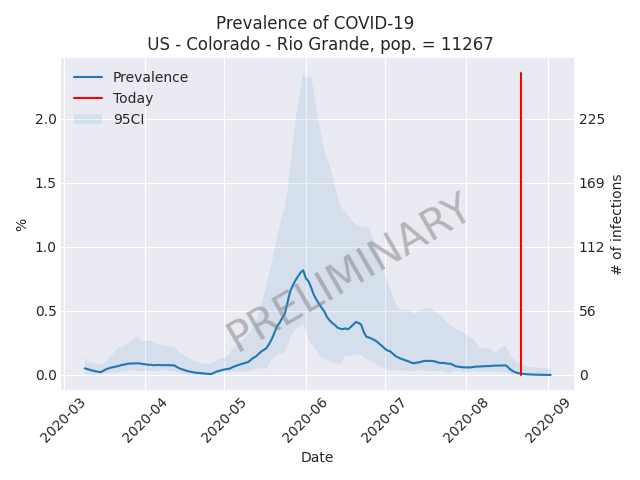 Prevalence of COVID-19
US - Colorado - Rio Grande, pop. = 11267
Prevalence
Today
95CI
PRELIMINARY
2.0
1.5
1.0
0.5
0.0
%
225
169
112
56
0
# of infections
2020-03
2020-04
2020-05
2020-06
2020-07
2020-08
2020-09
Date